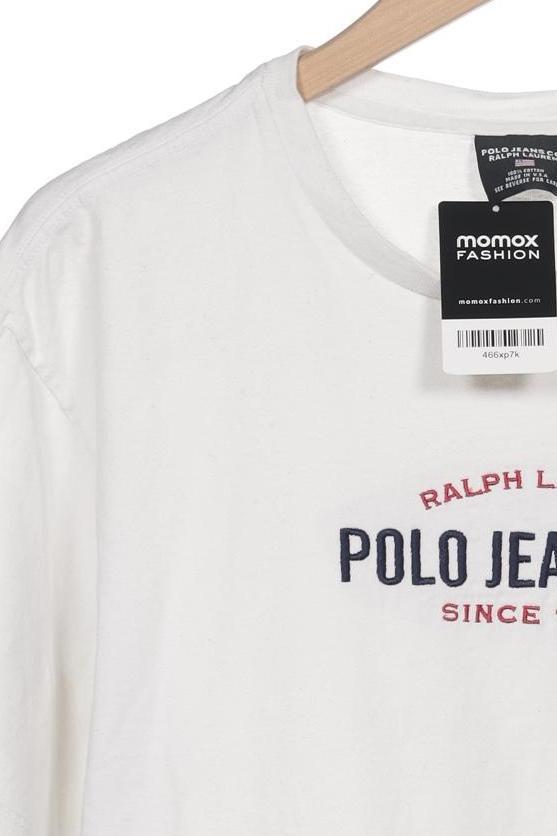 POLO JEANS CO
RALPH LAUREN
100% COTTON
MADE IN U.S.A
SEE REVERSE FOR CARE
momox
FASHION
momoxfashion.com
466xp7k
RALPH L
POLO JEA
SINCE